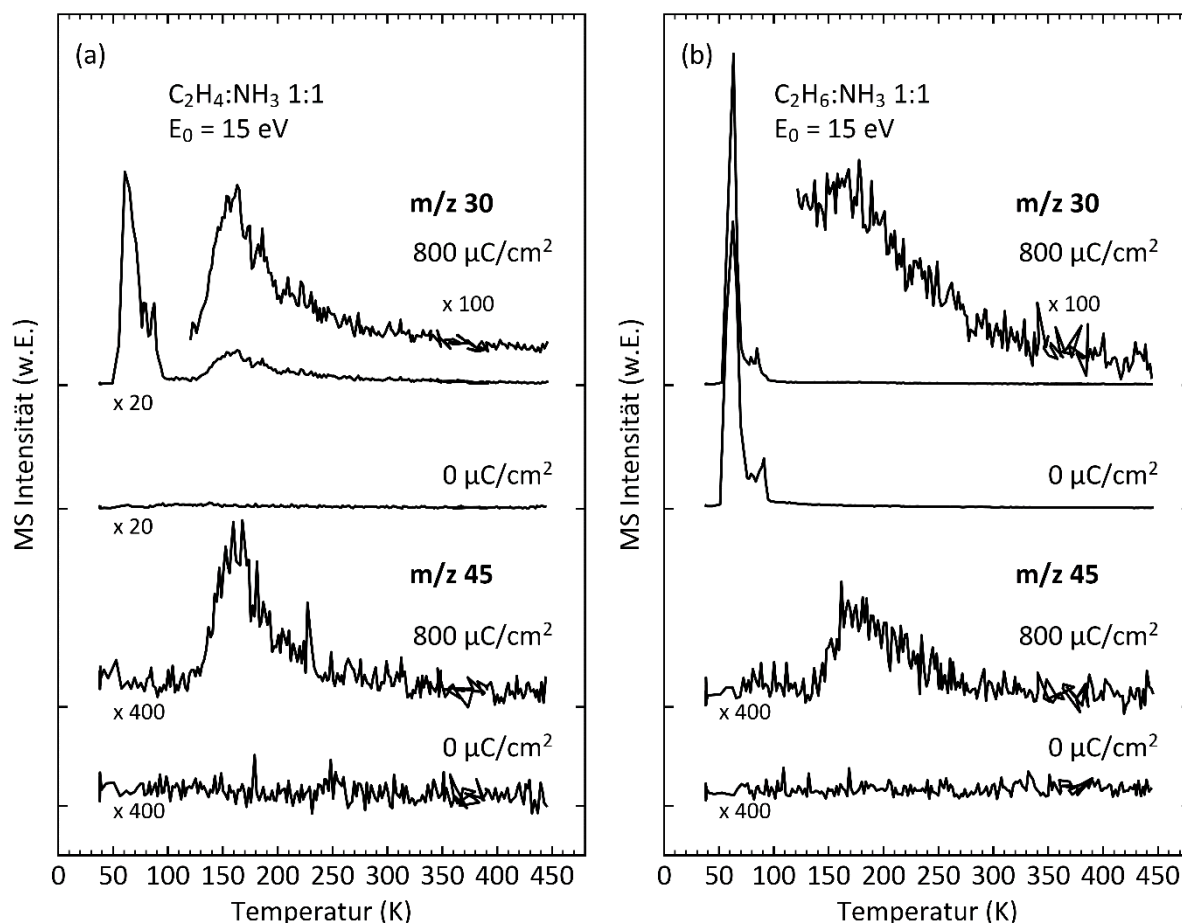 (a)
C₂H₄:NH₃ 1:1
E₀ = 15 eV
m/z 30
800 µC/cm²
x 100
x 20
0 µC/cm²
x 20
m/z 45
800 µC/cm²
x 400
0 µC/cm²
x 400
MS Intensität (w.E.)
0 50 100 150 200 250 300 350 400 450
Temperatur (K)
(b)
C₂H₆:NH₃ 1:1
E₀ = 15 eV
m/z 30
800 µC/cm²
x 100
0 µC/cm²
m/z 45
800 µC/cm²
x 400
0 µC/cm²
x 400
MS Intensität (w.E.)
0 50 100 150 200 250 300 350 400 450
Temperatur (K)